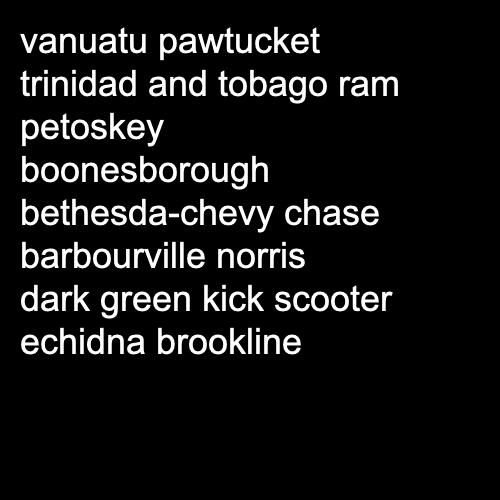 vanuatu pawtucket
trinidad and tobago ram
petoskey
boonesborough
bethesda-chevy chase
barbourville norris
dark green kick scooter
echidna brookline